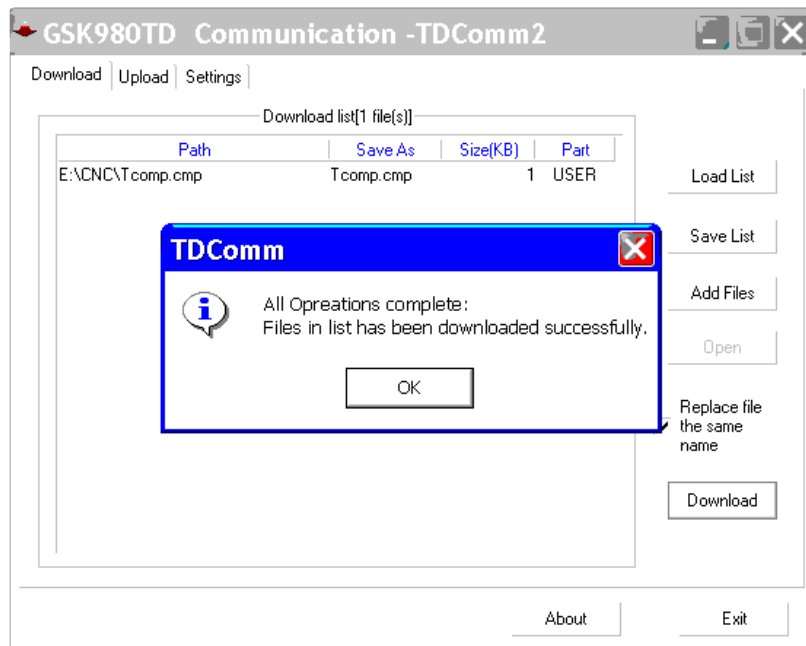 GSK980TD Communication -TDComm2
Download Upload Settings
Download list[1 file(s)]
Path Save As Size(KB) Part
E:\CNC\Tcomp.cmp Tcomp.cmp 1 USER
Load List
Save List
Add Files
Open
Replace file
the same
name
Download
TDComm
All Opreations complete:
Files in list has been downloaded successfully.
OK
About Exit